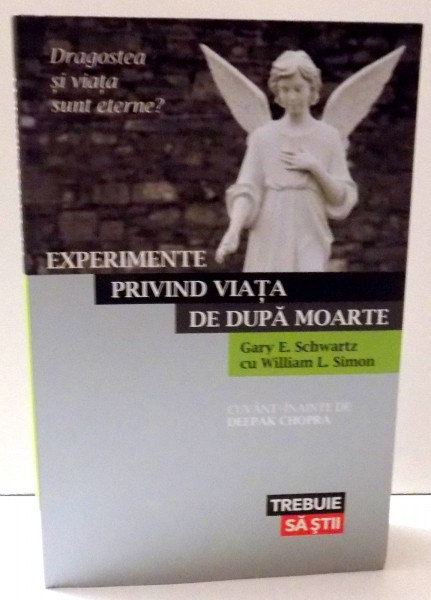 Dragostea
și viața
sunt eterne?
EXPERIMENTE
PRIVIND VIAȚA
DE DUPĂ MOARTE
Gary E. Schwartz
cu William L. Simon
CUVÂNT-ÎNAINTE DE
DEEPAK CHOPRA
TREBUIE
SĂ ȘTII